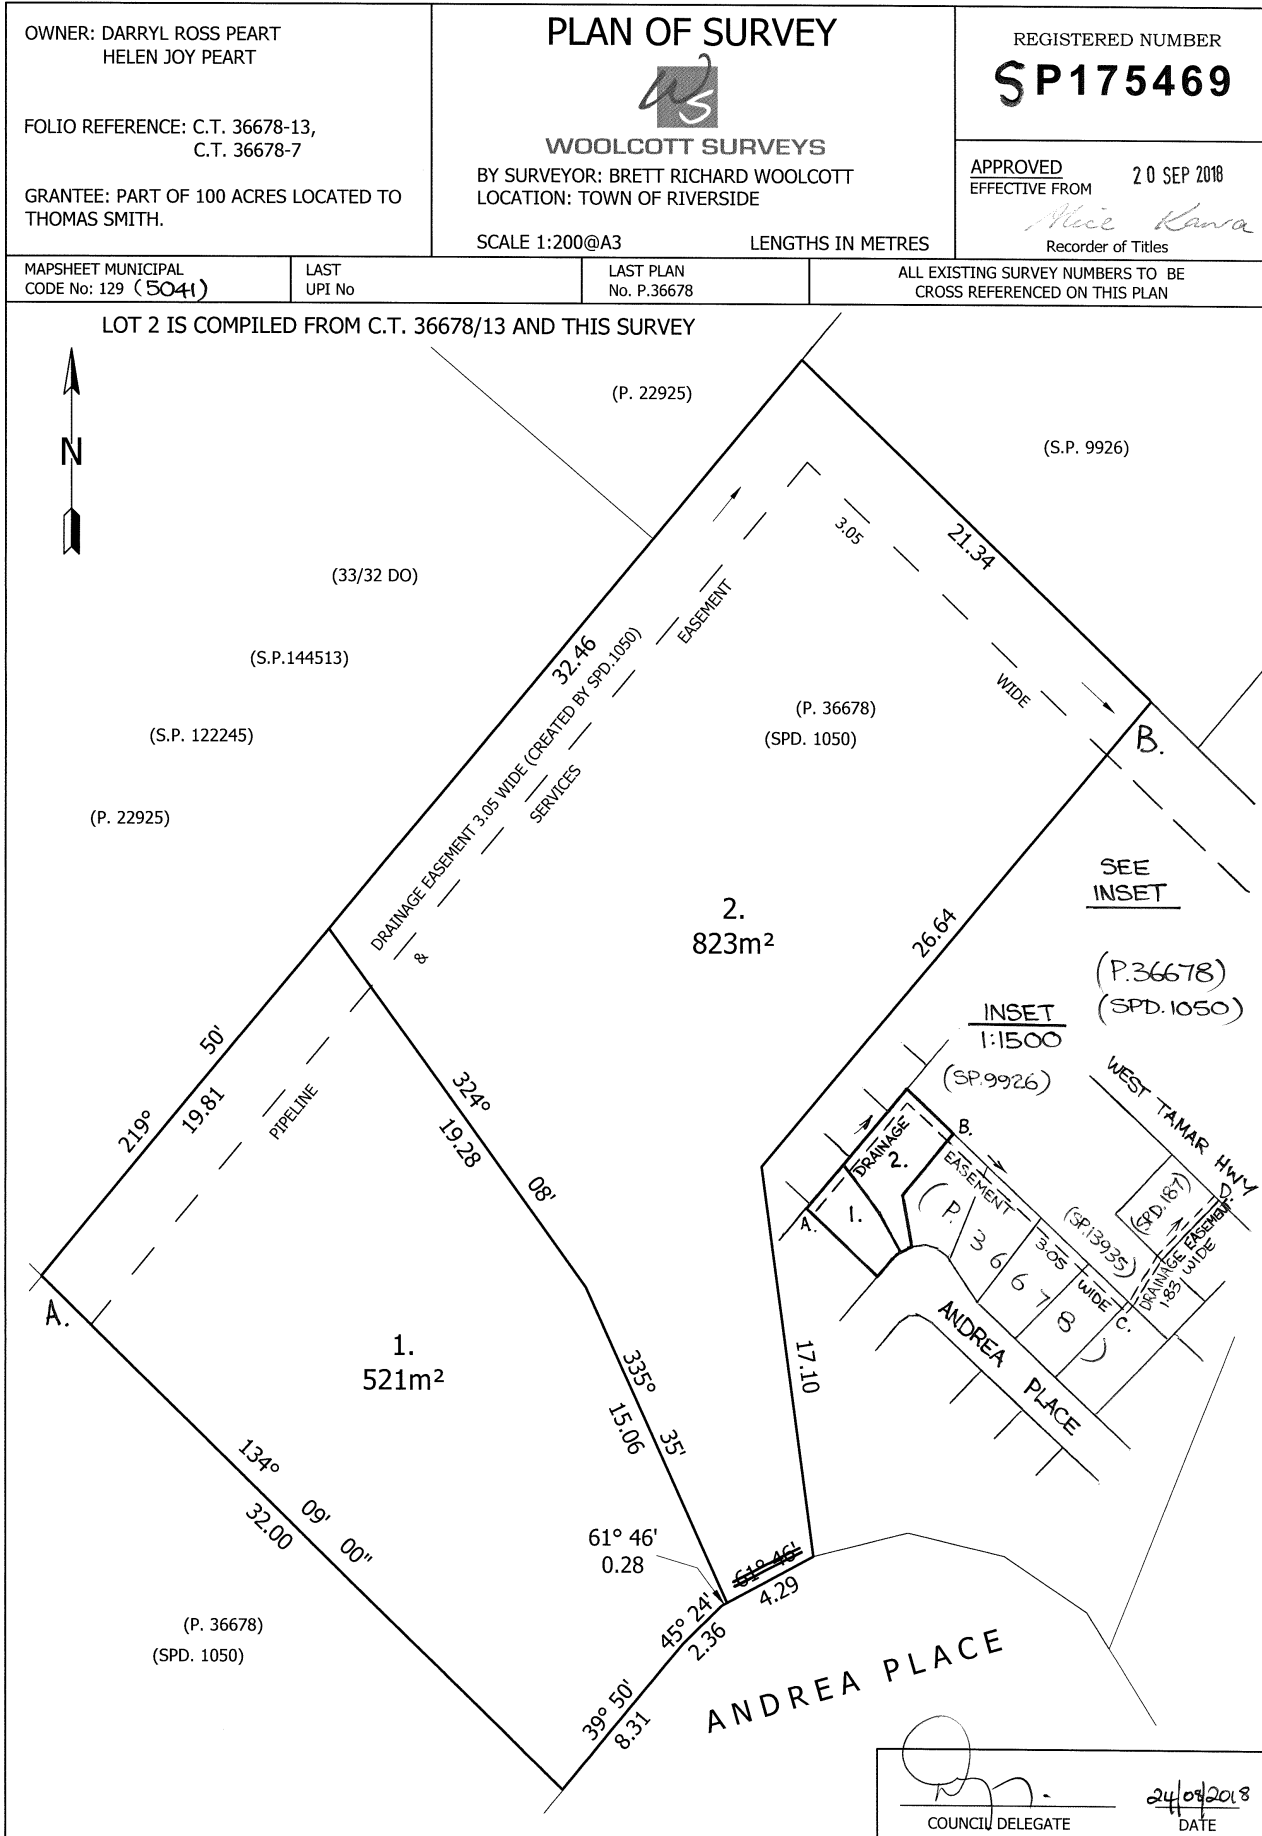 OWNER: DARRYL ROSS PEART
HELEN JOY PEART
FOLIO REFERENCE: C.T. 36678-13,
C.T. 36678-7
GRANTEE: PART OF 100 ACRES LOCATED TO
THOMAS SMITH.
PLAN OF SURVEY
WS
WOOLCOTT SURVEYS
BY SURVEYOR: BRETT RICHARD WOOLCOTT
LOCATION: TOWN OF RIVERSIDE
SCALE 1:200@A3
LENGTHS IN METRES
REGISTERED NUMBER
SP175469
APPROVED
EFFECTIVE FROM
20 SEP 2018
Alice Kawa
Recorder of Titles
MAPSHEET MUNICIPAL
CODE No: 129 (5041)
LAST
UPI No
LAST PLAN
No. P.36678
ALL EXISTING SURVEY NUMBERS TO BE
CROSS REFERENCED ON THIS PLAN
LOT 2 IS COMPILED FROM C.T. 36678/13 AND THIS SURVEY
N
(P. 22925)
(S.P. 9926)
3.05
21.34
(33/32 DO)
EASEMENT
32.46
(S.P.144513)
WIDE
(P. 36678)
(SPD. 1050)
(S.P. 122245)
B.
DRAINAGE EASEMENT 3.05 WIDE (CREATED BY SPD.1050)
SERVICES
&
(P. 22925)
SEE
INSET
2.
823m²
26.64
(P.36678)
(SPD.1050)
INSET
1:1500
(SP.9926)
219° 50'
19.81
PIPELINE
324° 08'
19.28
WEST TAMAR HWY
DRAINAGE
2.
B.
EASEMENT
A.
1.
(P. 36678)
3.05
WIDE
(SP.13935)
(SPD.187)
D.
DRAINAGE EASEMENT
1.83 WIDE
C.
ANDREA PLACE
A.
1.
521m²
335° 35'
15.06
17.10
134° 09' 00"
32.00
61° 46'
0.28
61° 46'
4.29
45° 24'
2.36
39° 50'
8.31
(P. 36678)
(SPD. 1050)
ANDREA PLACE
COUNCIL DELEGATE
24/08/2018
DATE